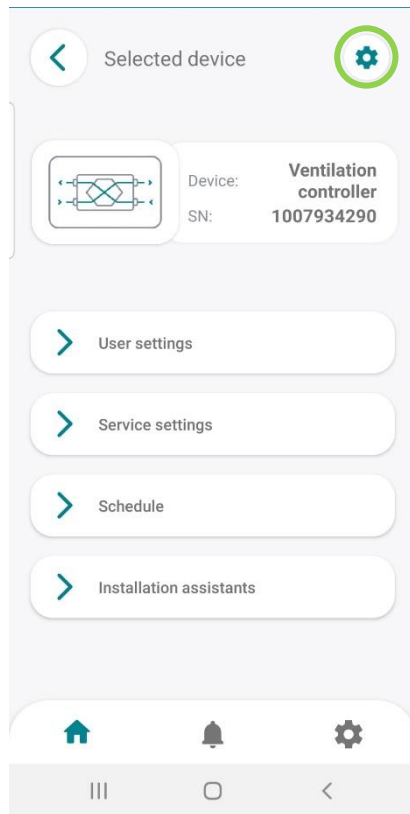 Selected device
Device:
Ventilation
controller
SN:
1007934290
User settings
Service settings
Schedule
Installation assistants